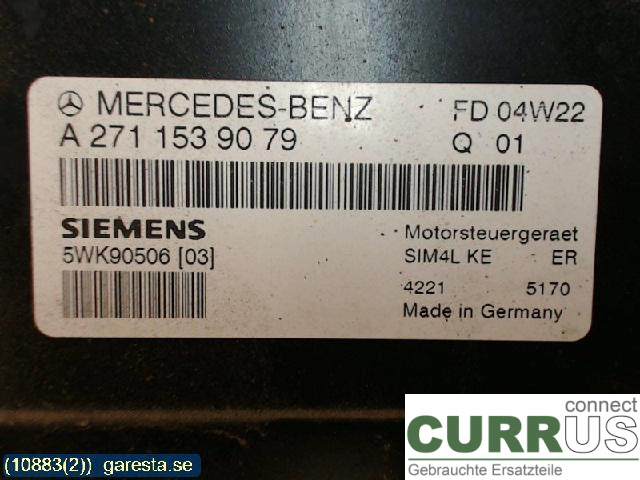 MERCEDES-BENZ FD 04W22
A 271 153 90 79 Q 01
SIEMENS Motorsteuergeraet
5WK90506 [03] SIM4L KE ER
4221 5170
Made in Germany
connect
CURRUS
Gebrauchte Ersatzteile
(10883(2)) garesta.se